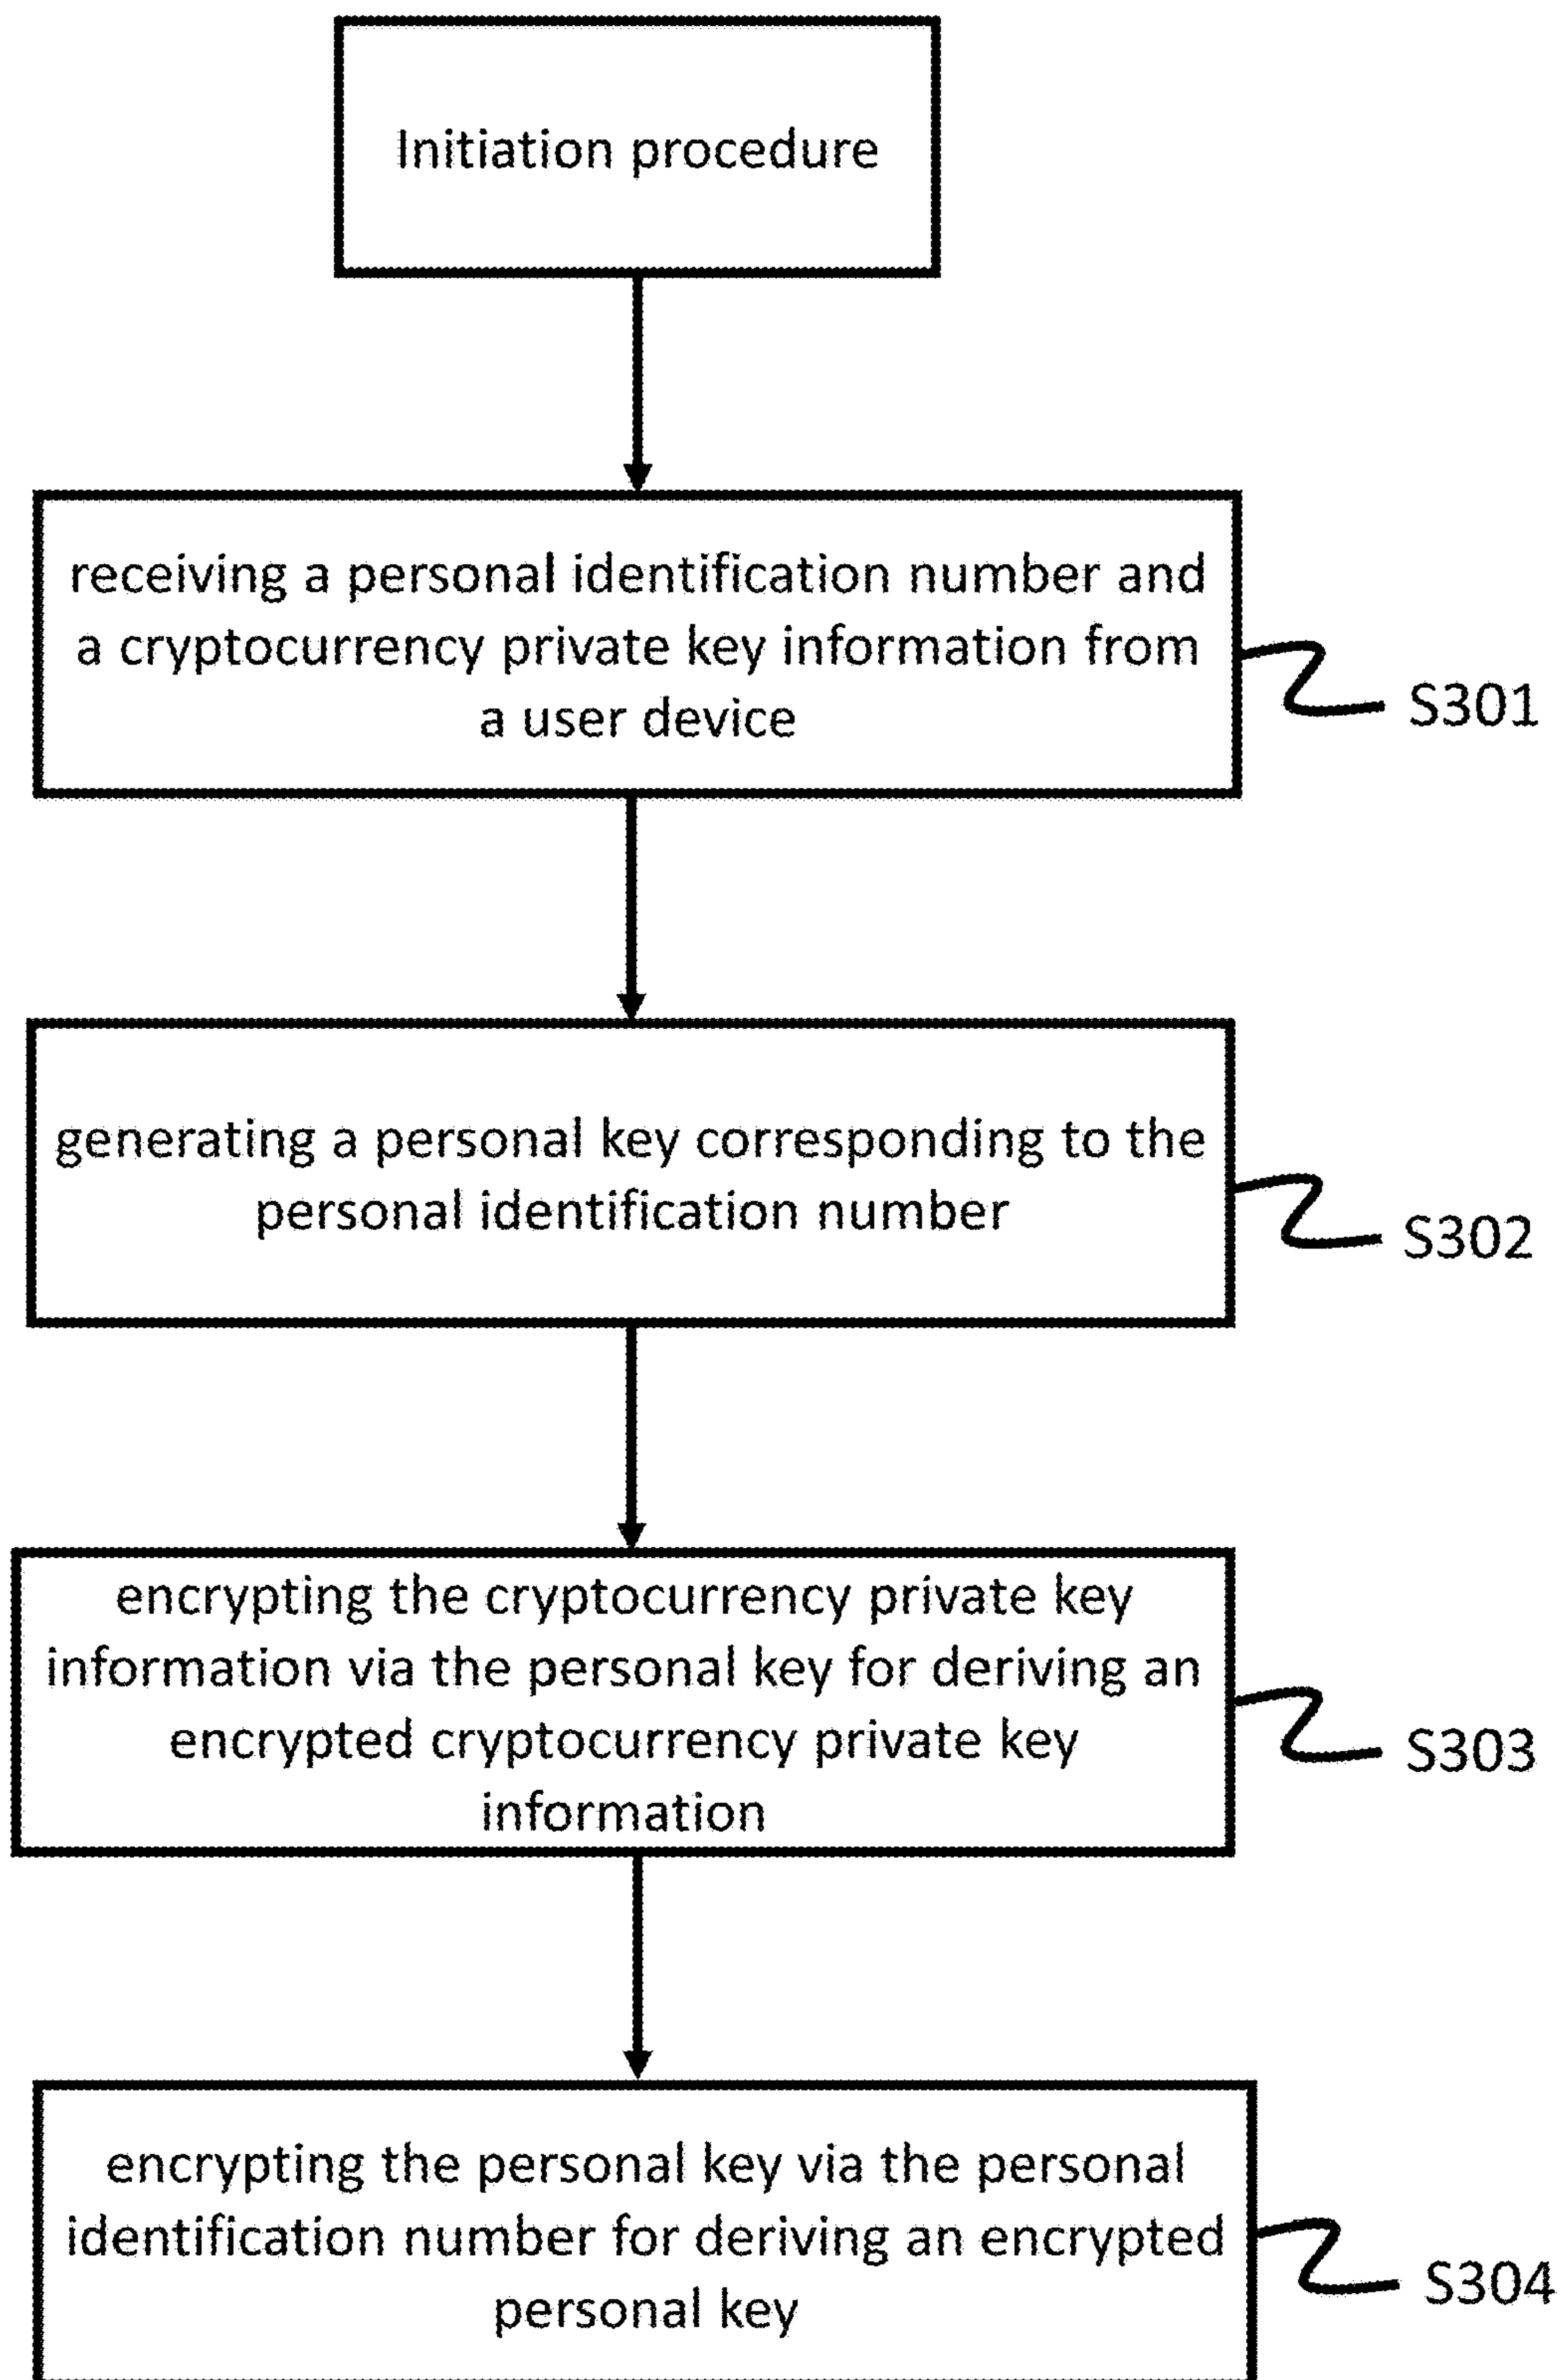 Initiation procedure
receiving a personal identification number and
a cryptocurrency private key information from
a user device
S301
generating a personal key corresponding to the
personal identification number
S302
encrypting the cryptocurrency private key
information via the personal key for deriving an
encrypted cryptocurrency private key
information
S303
encrypting the personal key via the personal
identification number for deriving an encrypted
personal key
S304